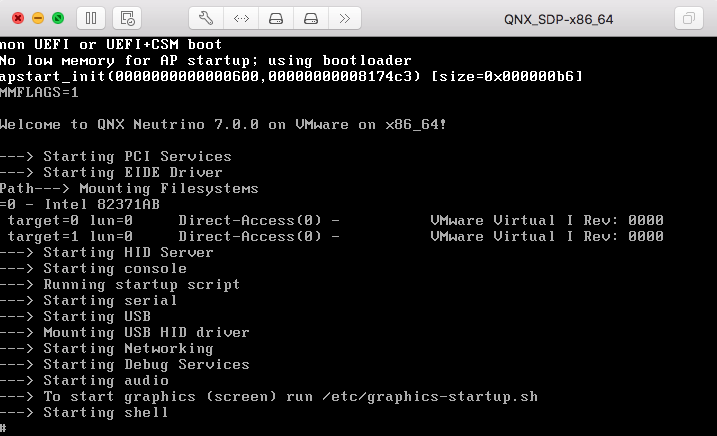 QNX_SDP-x86_64
non UEFI or UEFI+CSM boot
No low memory for AP startup; using bootloader
apstart_init(0000000000000600,00000000008174c3) [size=0x000000b6]
MMFLAGS=1
Welcome to QNX Neutrino 7.0.0 on VMware on x86_64!
---> Starting PCI Services
---> Starting EIDE Driver
Path---> Mounting Filesystems
=0 - Intel 82371AB
target=0 lun=0 Direct-Access(0) - VMware Virtual I Rev: 0000
target=1 lun=0 Direct-Access(0) - VMware Virtual I Rev: 0000
---> Starting HID Server
---> Starting console
---> Running startup script
---> Starting serial
---> Starting USB
---> Mounting USB HID driver
---> Starting Networking
---> Starting Debug Services
---> Starting audio
---> To start graphics (screen) run /etc/graphics-startup.sh
---> Starting shell
#